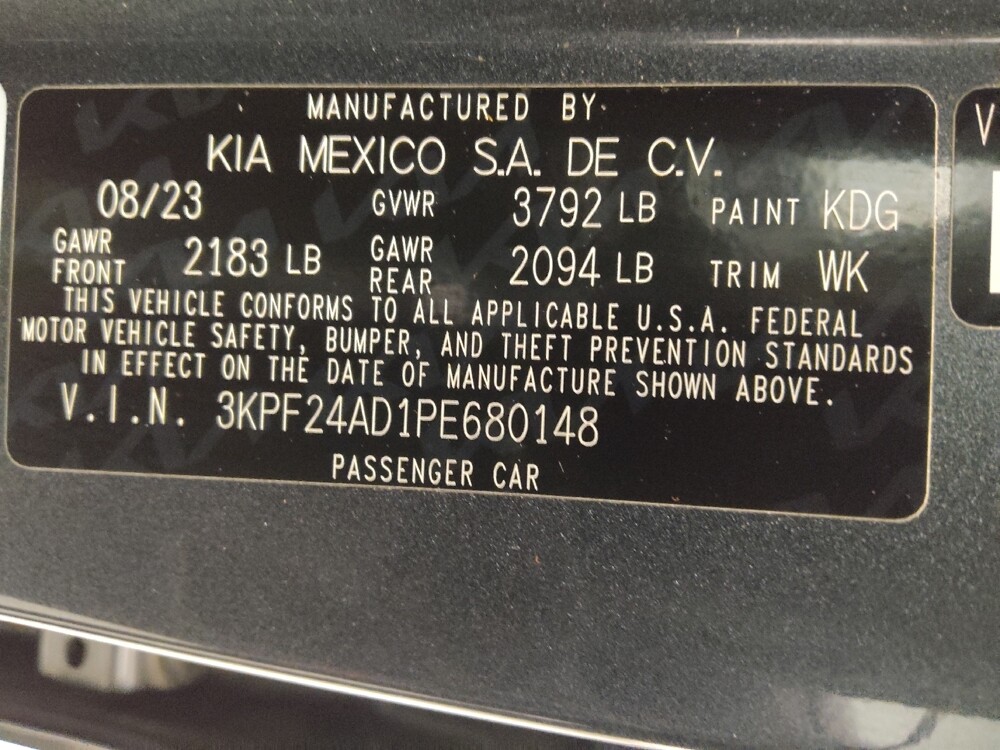 MANUFACTURED BY
KIA MEXICO S.A. DE C.V.
08/23 GVWR 3792 LB PAINT KDG
GAWR FRONT 2183 LB GAWR REAR 2094 LB TRIM WK
THIS VEHICLE CONFORMS TO ALL APPLICABLE U.S.A. FEDERAL
MOTOR VEHICLE SAFETY, BUMPER, AND THEFT PREVENTION STANDARDS
IN EFFECT ON THE DATE OF MANUFACTURE SHOWN ABOVE.
V.I.N. 3KPF24AD1PE680148
PASSENGER CAR
V